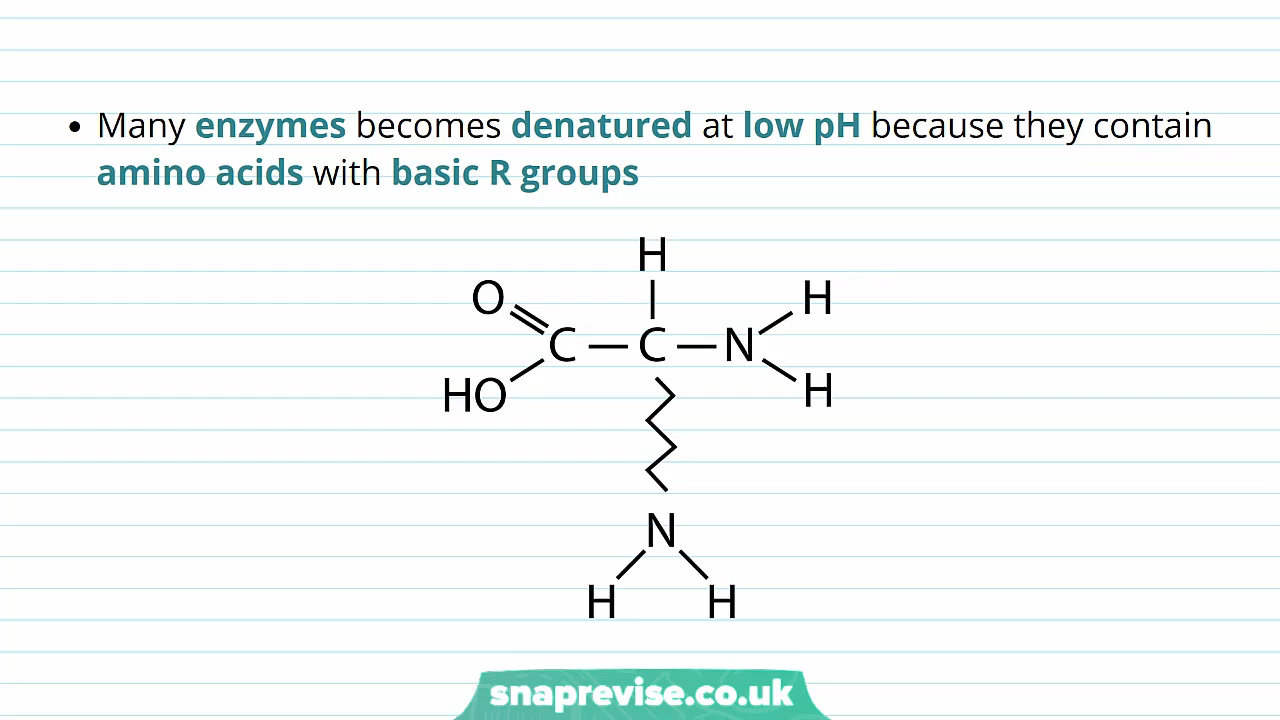 • Many enzymes becomes denatured at low pH because they contain
amino acids with basic R groups
H
O H
C C N
HO H
N
H H
snaprevise.co.uk